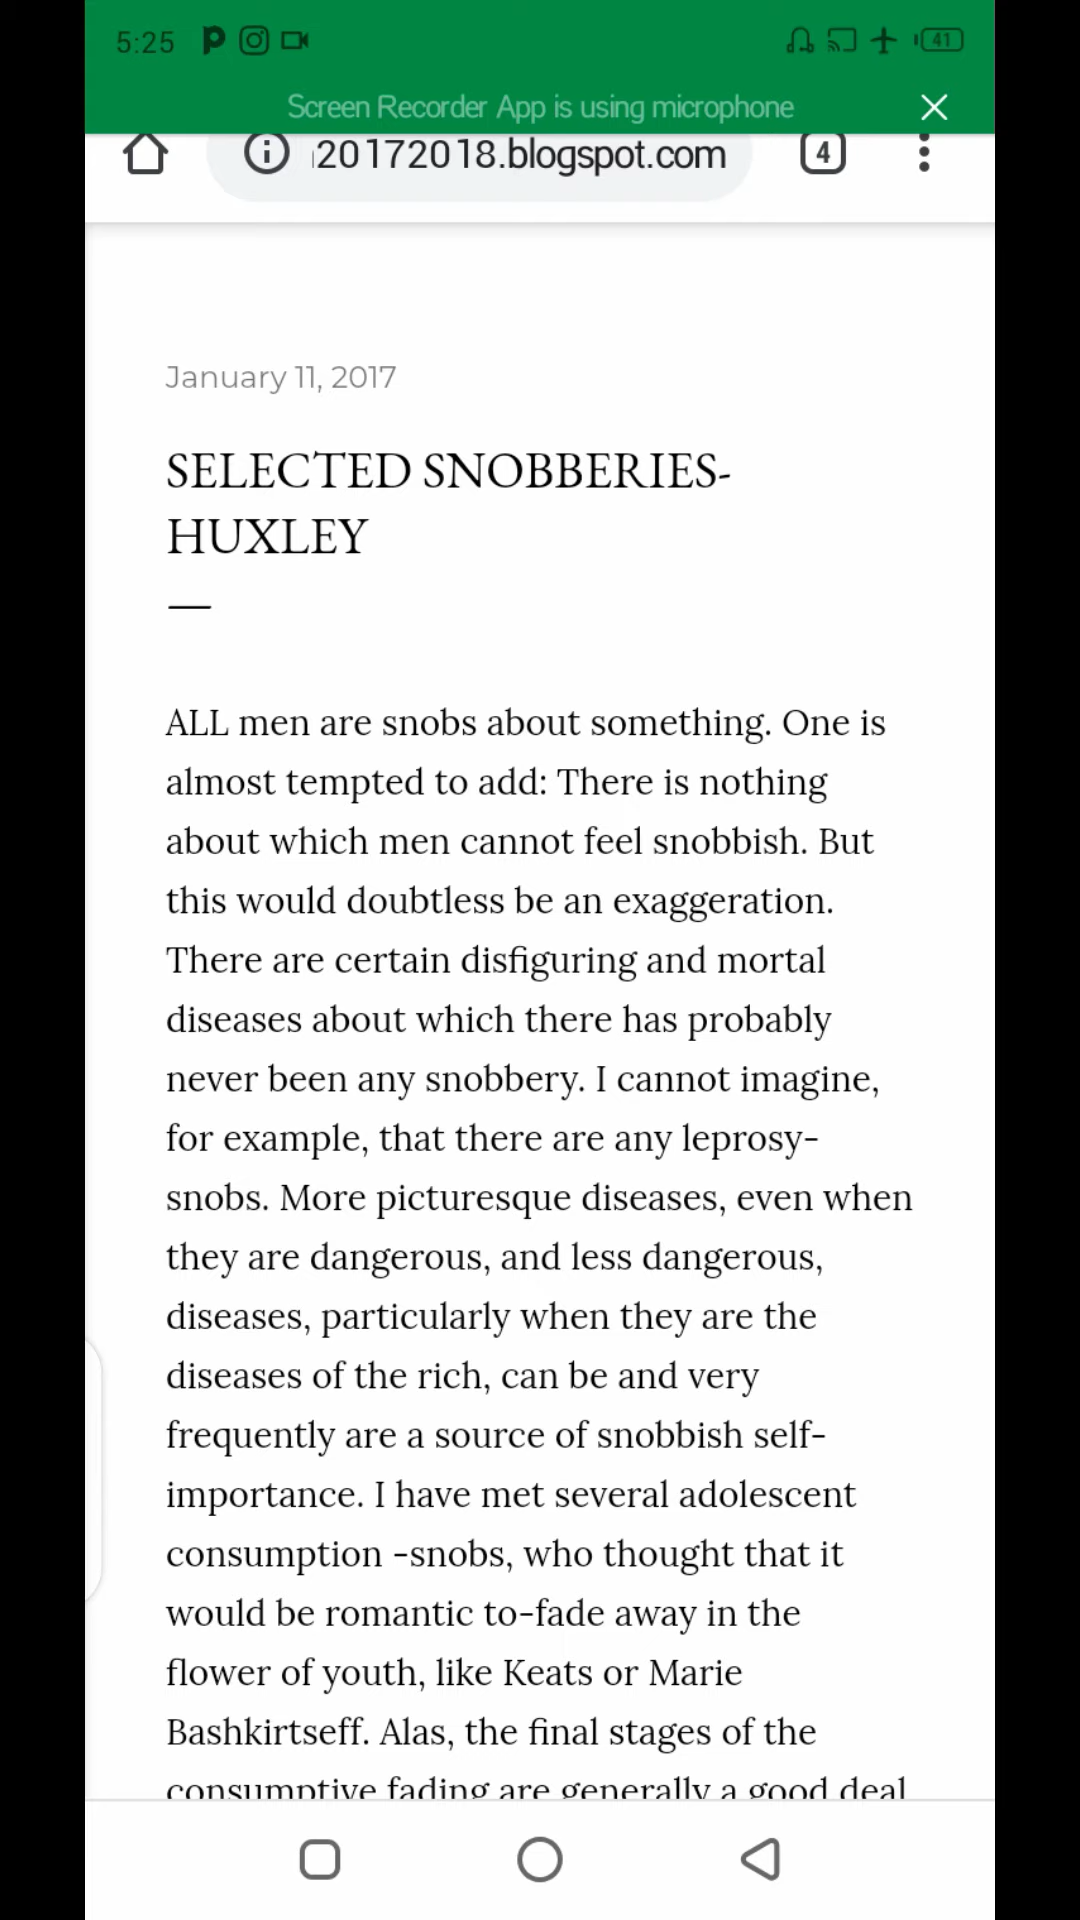 5:25
41
Screen Recorder App is using microphone
20172018.blogspot.com
4
January 11, 2017
SELECTED SNOBBERIES-
HUXLEY
ALL men are snobs about something. One is
almost tempted to add: There is nothing
about which men cannot feel snobbish. But
this would doubtless be an exaggeration.
There are certain disfiguring and mortal
diseases about which there has probably
never been any snobbery. I cannot imagine,
for example, that there are any leprosy-
snobs. More picturesque diseases, even when
they are dangerous, and less dangerous,
diseases, particularly when they are the
diseases of the rich, can be and very
frequently are a source of snobbish self-
importance. I have met several adolescent
consumption -snobs, who thought that it
would be romantic to-fade away in the
flower of youth, like Keats or Marie
Bashkirtseff. Alas, the final stages of the
consumptive fading are generally a good deal